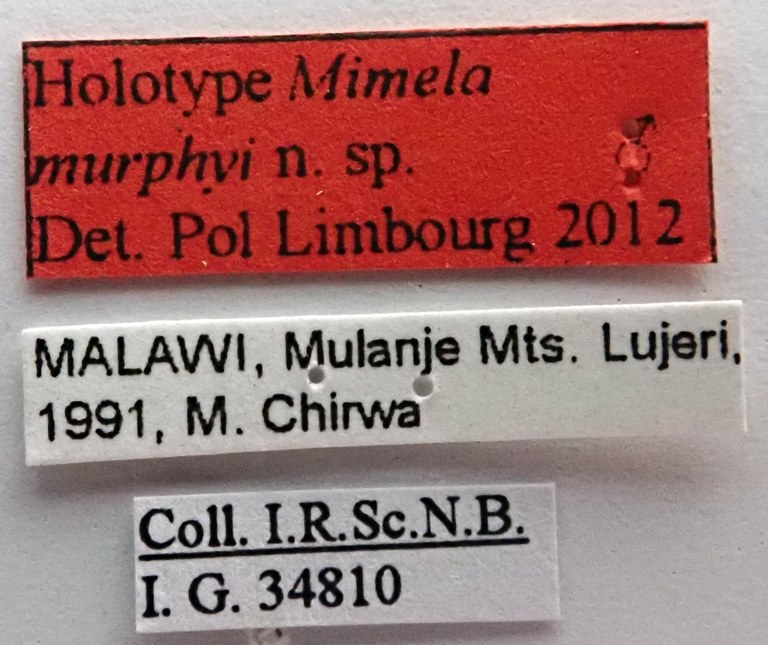 Holotype Mimela
murphyi n. sp. ♂
Det. Pol Limbourg 2012
MALAWI, Mulanje Mts. Lujeri,
1991, M. Chirwa
Coll. I.R.Sc.N.B.
I. G. 34810